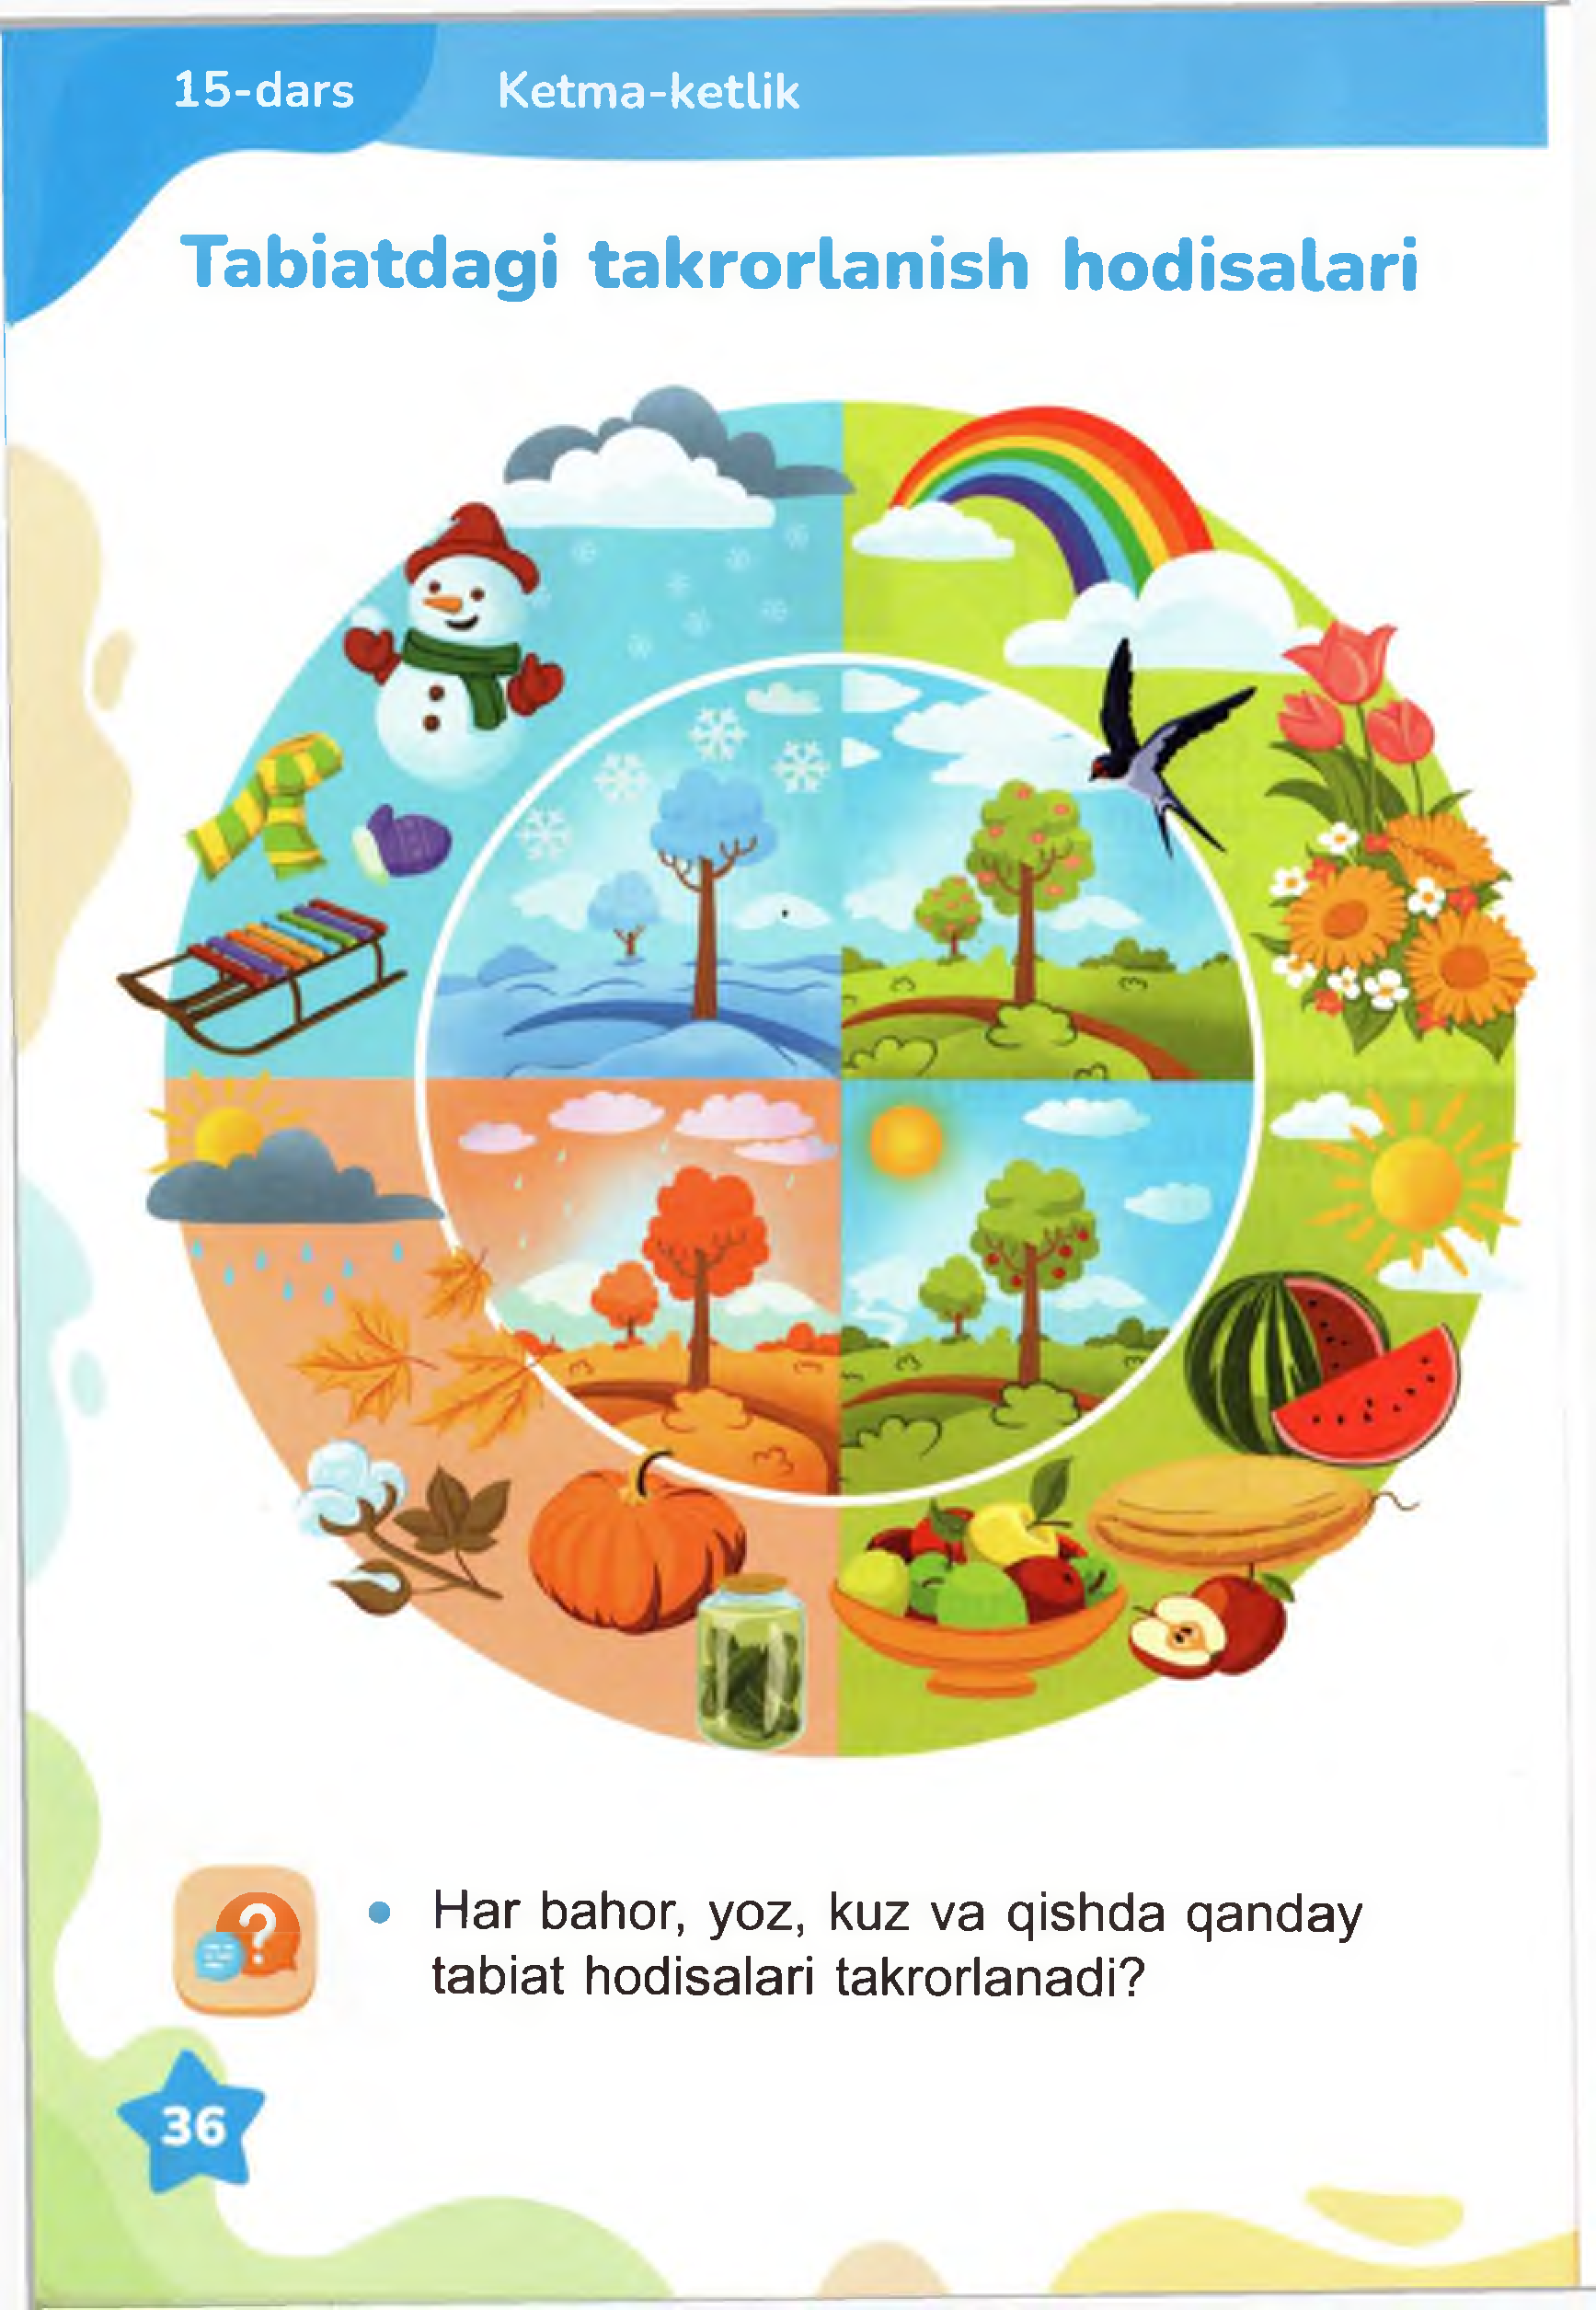 15-dars
Ketma-ketlik
Tabiatdagi takrorlanish hodisalari
Har bahor, yoz, kuz va qishda qanday
tabiat hodisalari takrorlanadi?
36